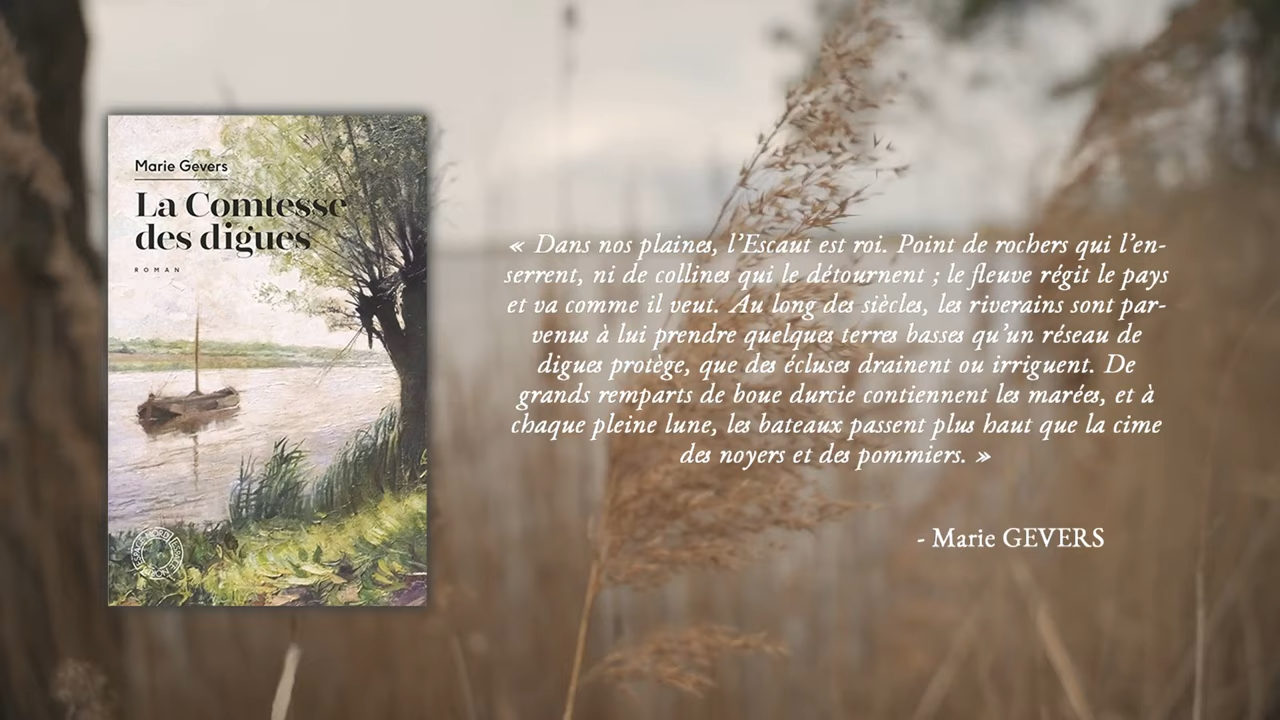 Marie Gevers
La Comtesse
des digues
ROMAN
« Dans nos plaines, l’Escaut est roi. Point de rochers qui l’en-
serrent, ni de collines qui le détournent ; le fleuve régit le pays
et va comme il veut. Au long des siècles, les riverains sont par-
venus à lui prendre quelques terres basses qu’un réseau de
digues protège, que des écluses drainent ou irriguent. De
grands remparts de boue durcie contiennent les marées, et à
chaque pleine lune, les bateaux passent plus haut que la cime
des noyers et des pommiers. »
- Marie GEVERS
ESPACE NORD